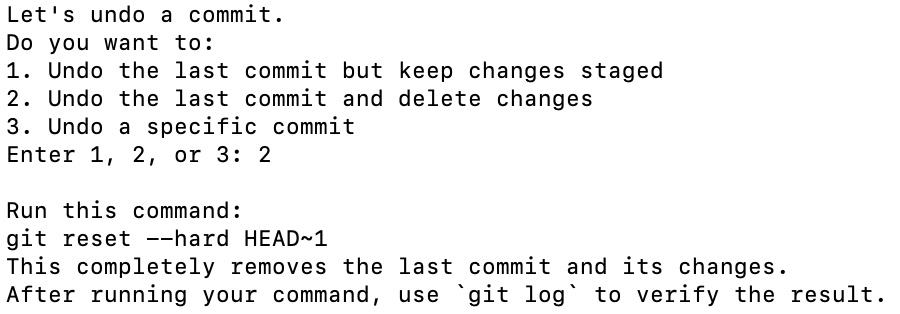 Let's undo a commit.
Do you want to:
1. Undo the last commit but keep changes staged
2. Undo the last commit and delete changes
3. Undo a specific commit
Enter 1, 2, or 3: 2

Run this command:
git reset --hard HEAD~1
This completely removes the last commit and its changes.
After running your command, use `git log` to verify the result.